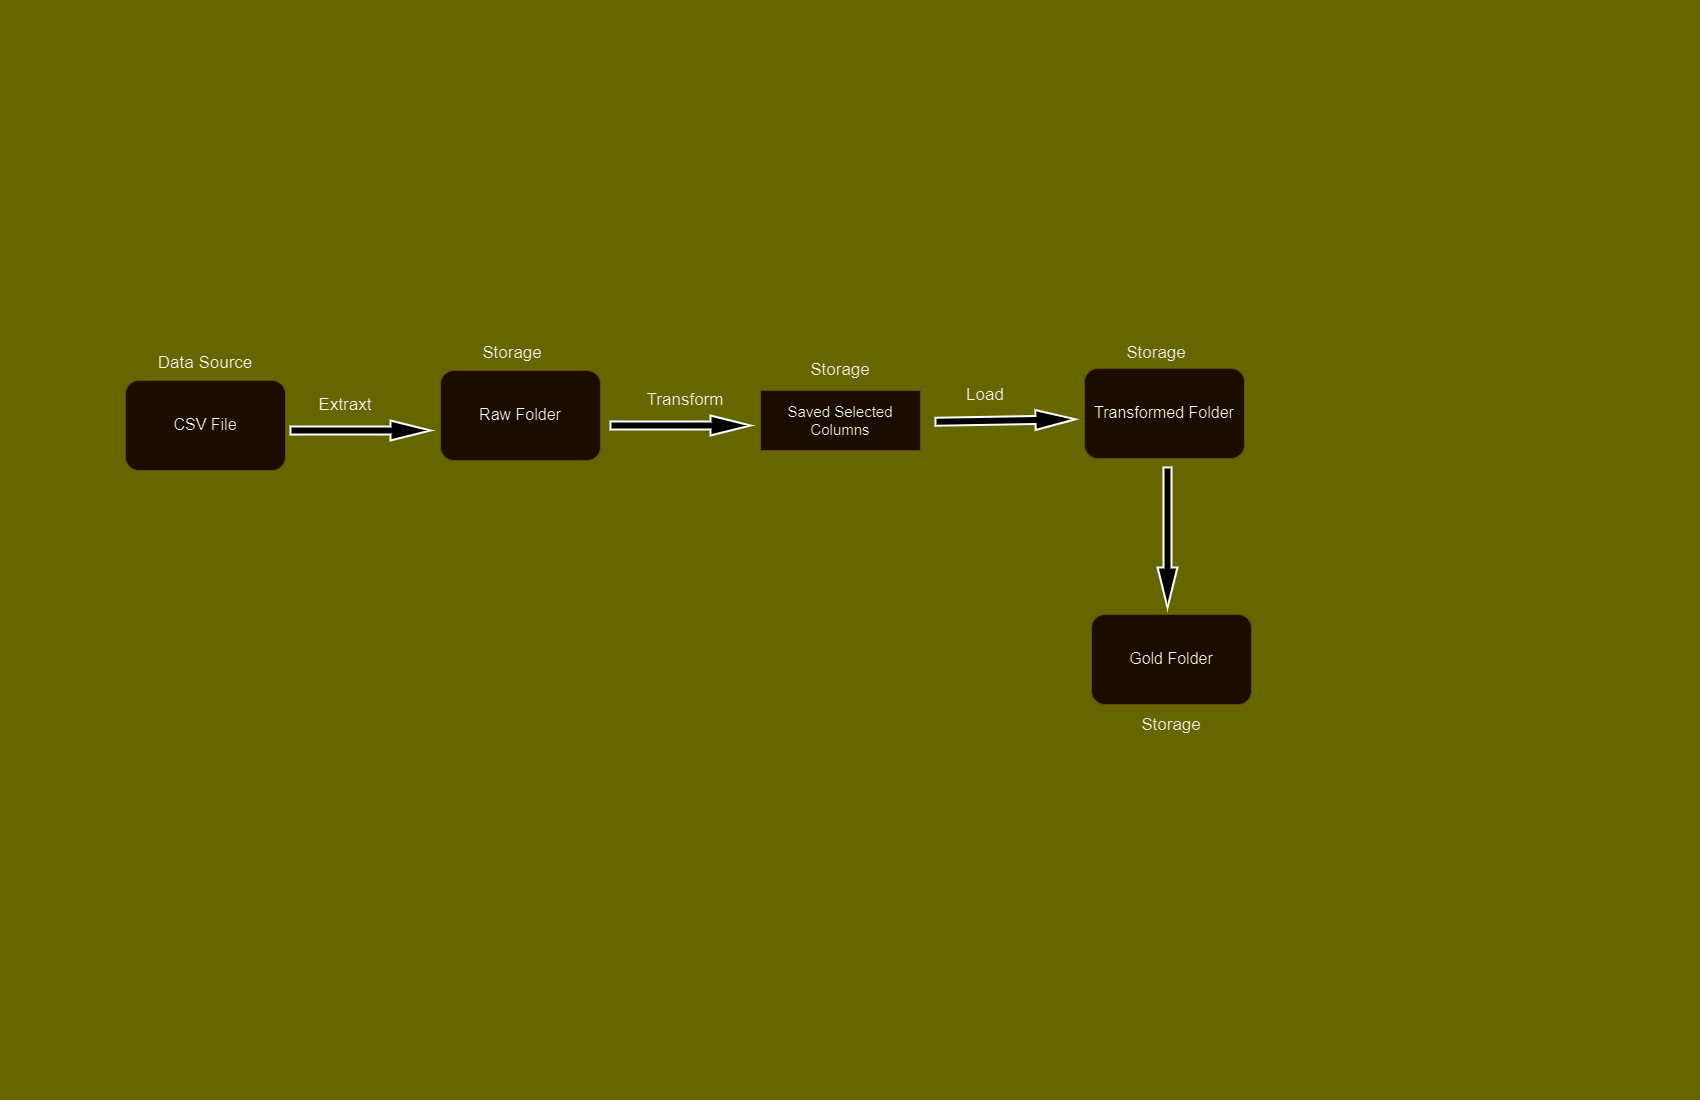 Data Source
CSV File
Extraxt
Storage
Raw Folder
Transform
Storage
Saved Selected
Columns
Load
Storage
Transformed Folder
Gold Folder
Storage